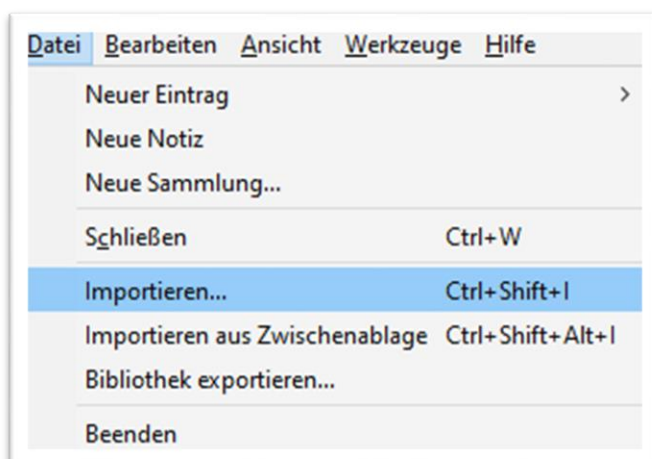 Datei Bearbeiten Ansicht Werkzeuge Hilfe
Neuer Eintrag >
Neue Notiz
Neue Sammlung...
Schließen Ctrl+W
Importieren... Ctrl+Shift+I
Importieren aus Zwischenablage Ctrl+Shift+Alt+I
Bibliothek exportieren...
Beenden